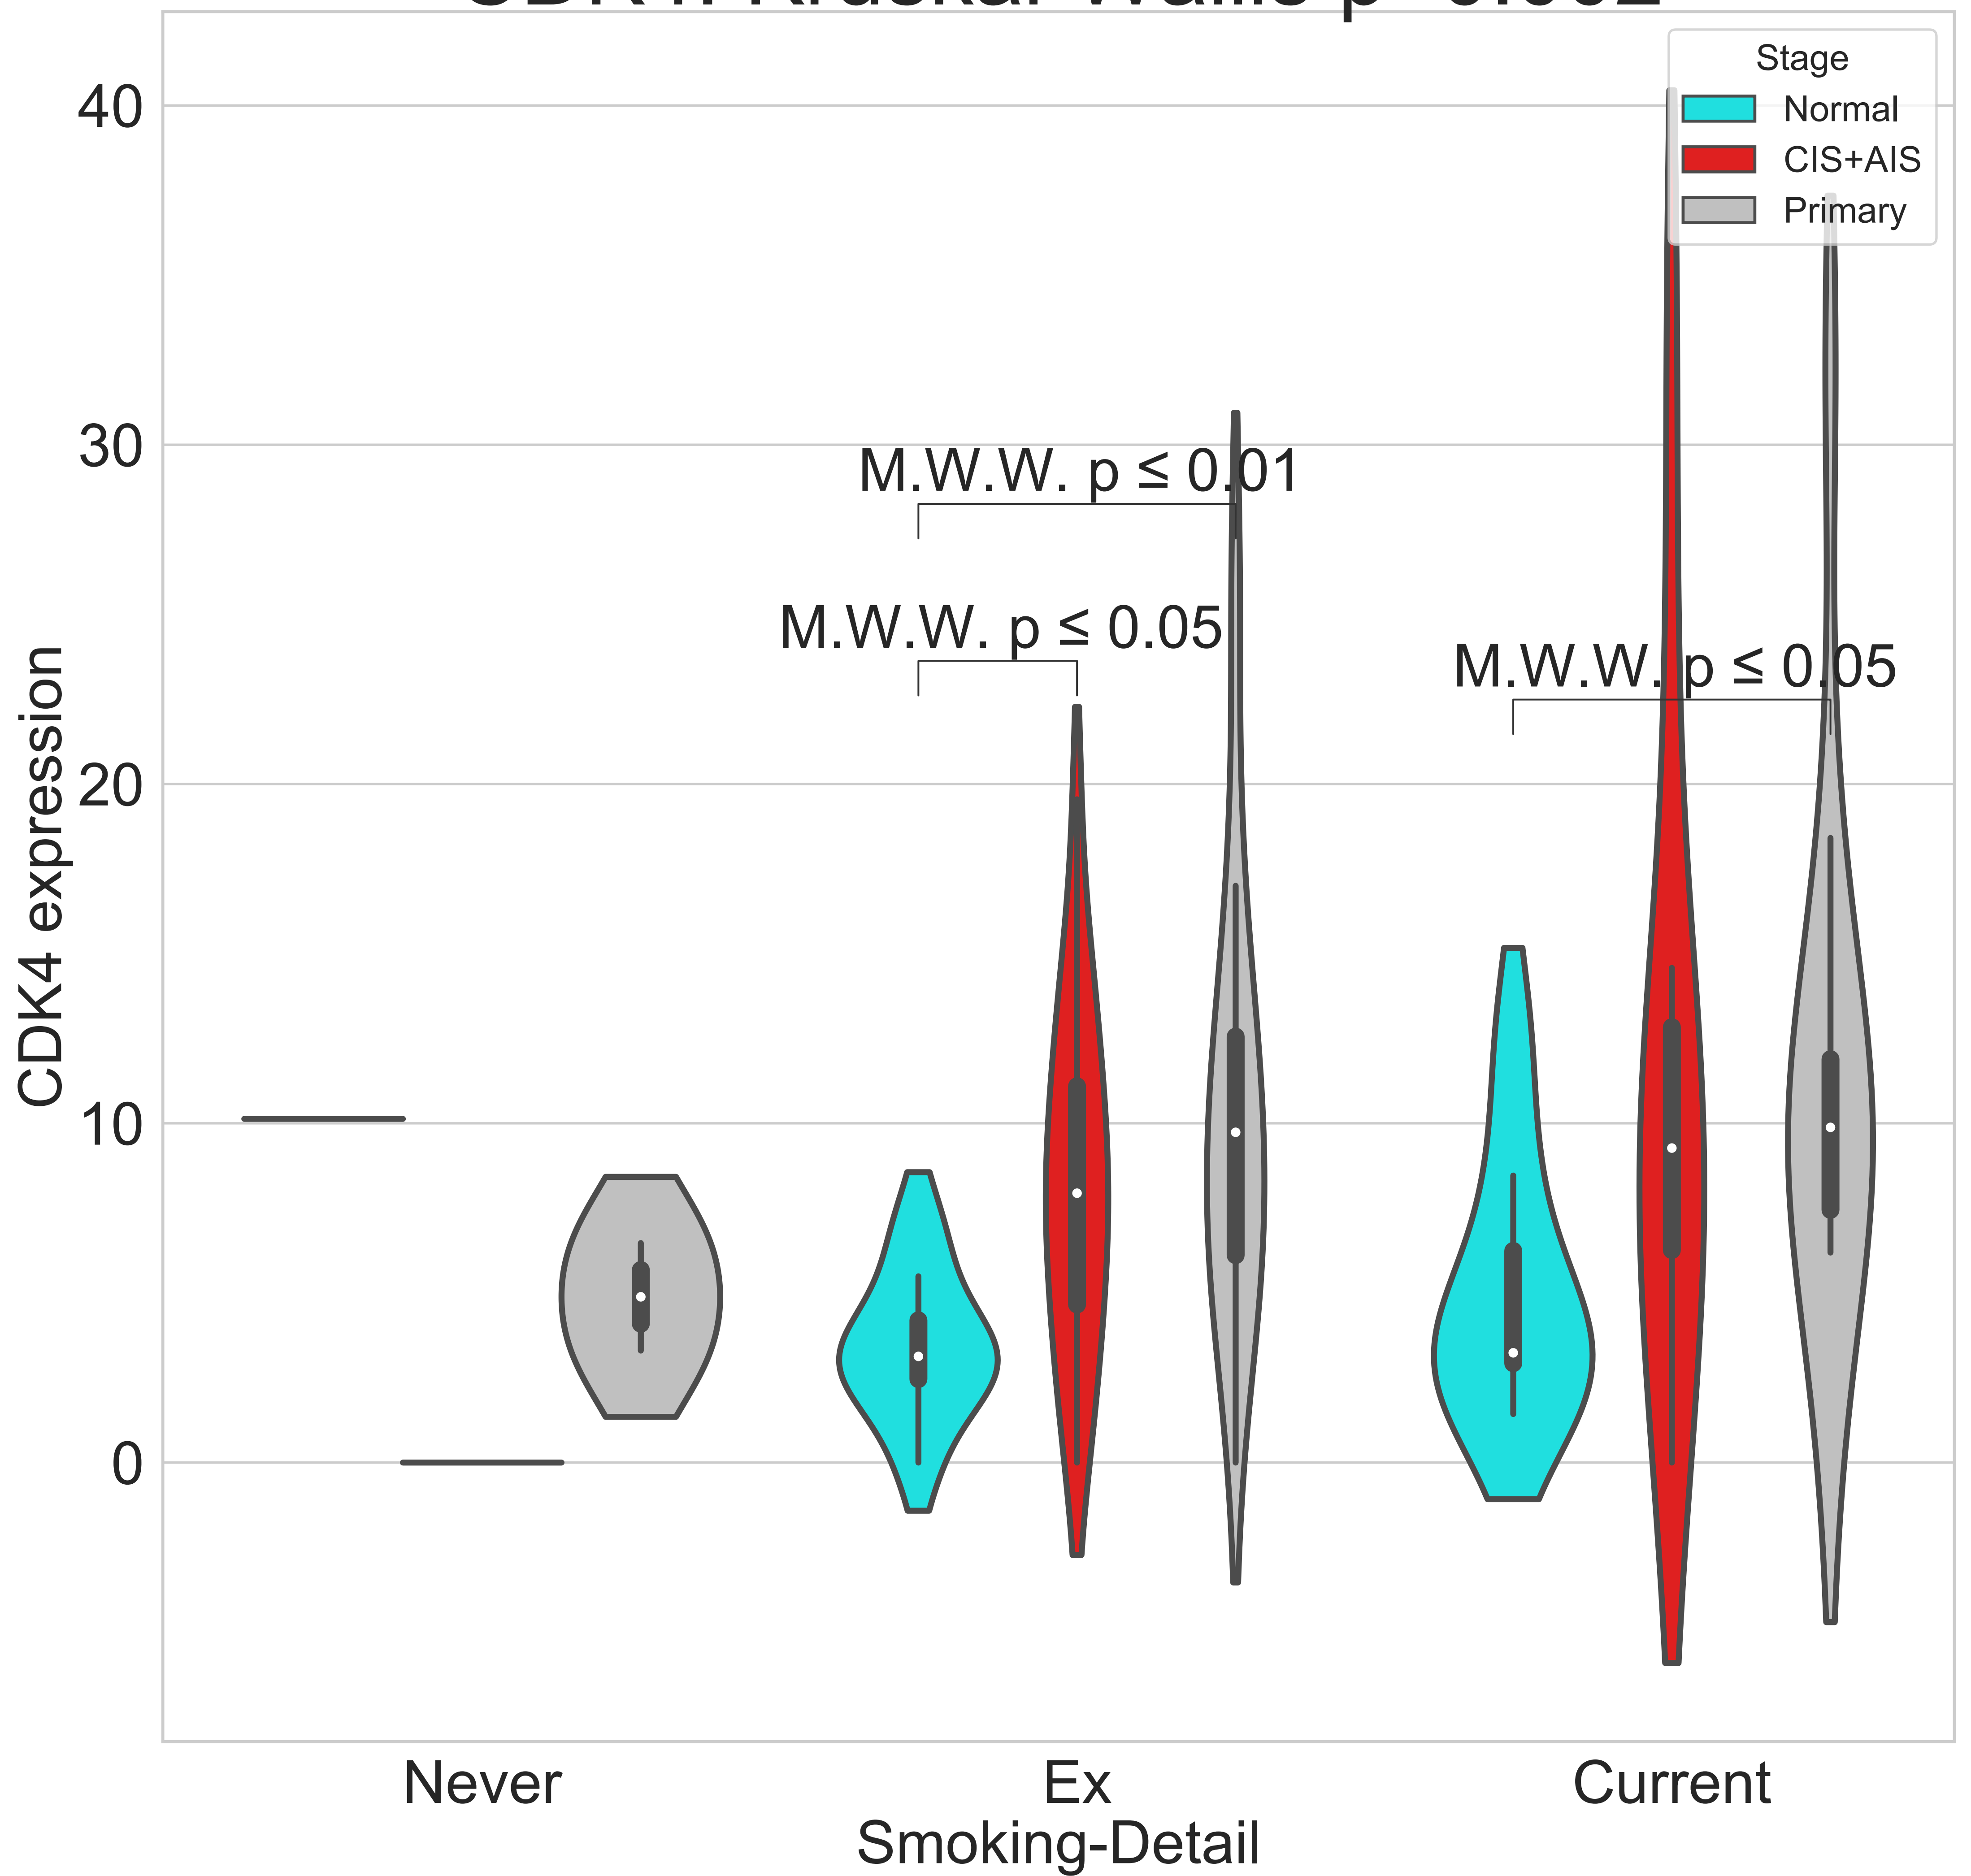 Stage
Normal
CIS+AIS
Primary
40
30
20
10
0
CDK4 expression
M.W.W. p ≤ 0.01
M.W.W. p ≤ 0.05
M.W.W. p ≤ 0.05
Never
Ex
Current
Smoking-Detail